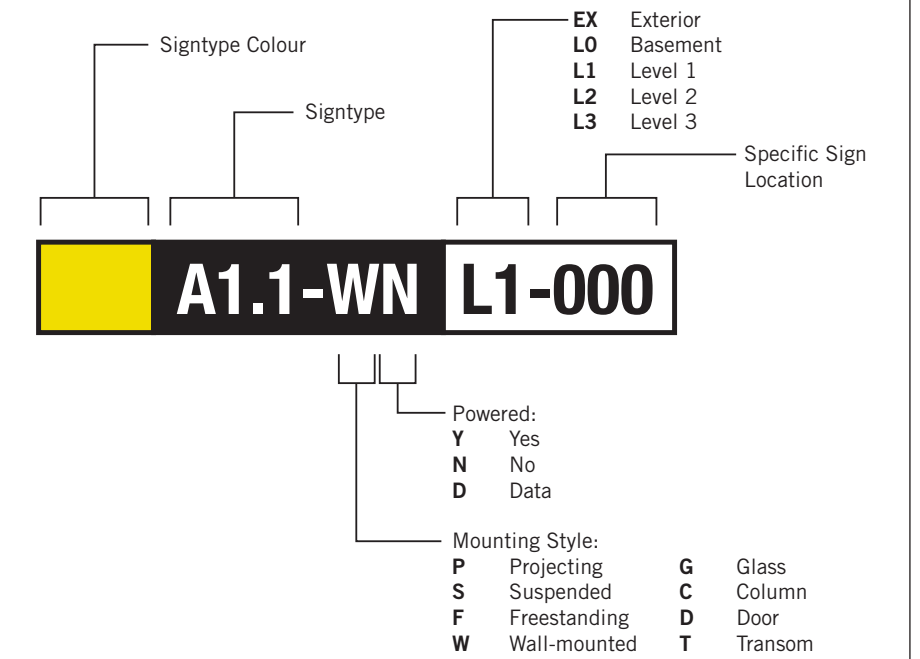 EX Exterior
Signtype Colour
L0 Basement
L1 Level 1
L2 Level 2
Signtype
L3 Level 3
Specific Sign
Location
A1.1-WN L1-000
Powered:
Y Yes
N No
D Data
Mounting Style:
P Projecting G Glass
S Suspended C Column
F Freestanding D Door
W Wall-mounted T Transom